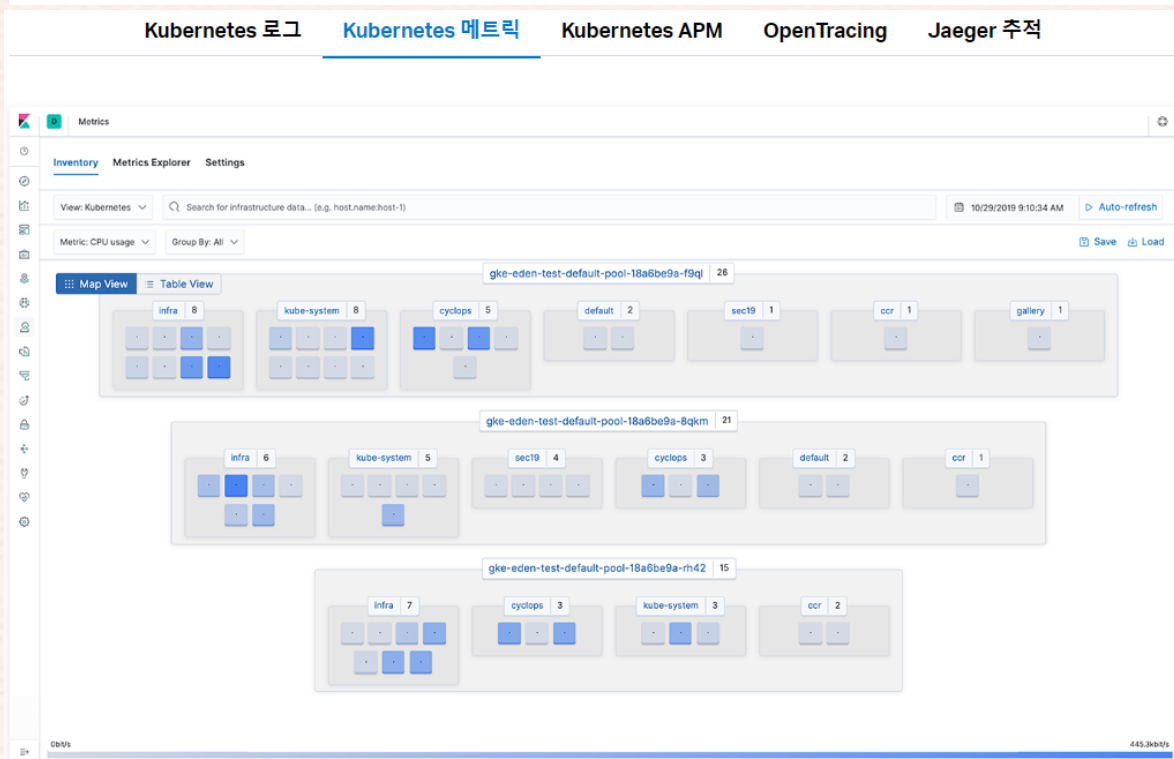 Kubernetes 로그 Kubernetes 메트릭 Kubernetes APM OpenTracing Jaeger 추적
D Metrics
Inventory Metrics Explorer Settings
View: Kubernetes Search for infrastructure data... (e.g. host.name:host-1) 10/29/2019 9:10:34 AM Auto-refresh
Metric: CPU usage Group By: All Save Load
gke-eden-test-default-pool-18a6be9a-f9ql 26
Map View Table View
infra 8 kube-system 8 cyclops 5 default 2 sec19 1 ccr 1 gallery 1
gke-eden-test-default-pool-18a6be9a-8qkm 21
infra 6 kube-system 5 sec19 4 cyclops 3 default 2 ccr 1
gke-eden-test-default-pool-18a6be9a-rh42 15
infra 7 cyclops 3 kube-system 3 ccr 2
0bit/s 445.3kbit/s